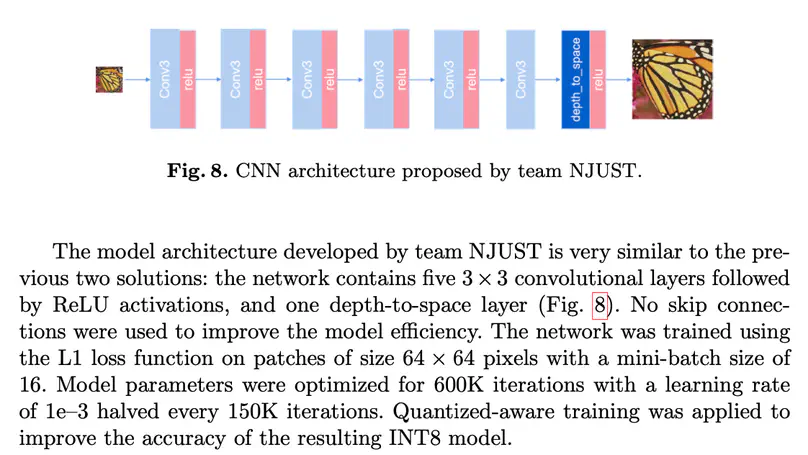 Conv3
relu
Conv3
relu
Conv3
relu
Conv3
relu
Conv3
relu
Conv3
depth_to_space
relu
Fig. 8. CNN architecture proposed by team NJUST.
The model architecture developed by team NJUST is very similar to the pre-
vious two solutions: the network contains five 3 × 3 convolutional layers followed
by ReLU activations, and one depth-to-space layer (Fig. 8). No skip connec-
tions were used to improve the model efficiency. The network was trained using
the L1 loss function on patches of size 64 × 64 pixels with a mini-batch size of
16. Model parameters were optimized for 600K iterations with a learning rate
of 1e–3 halved every 150K iterations. Quantized-aware training was applied to
improve the accuracy of the resulting INT8 model.